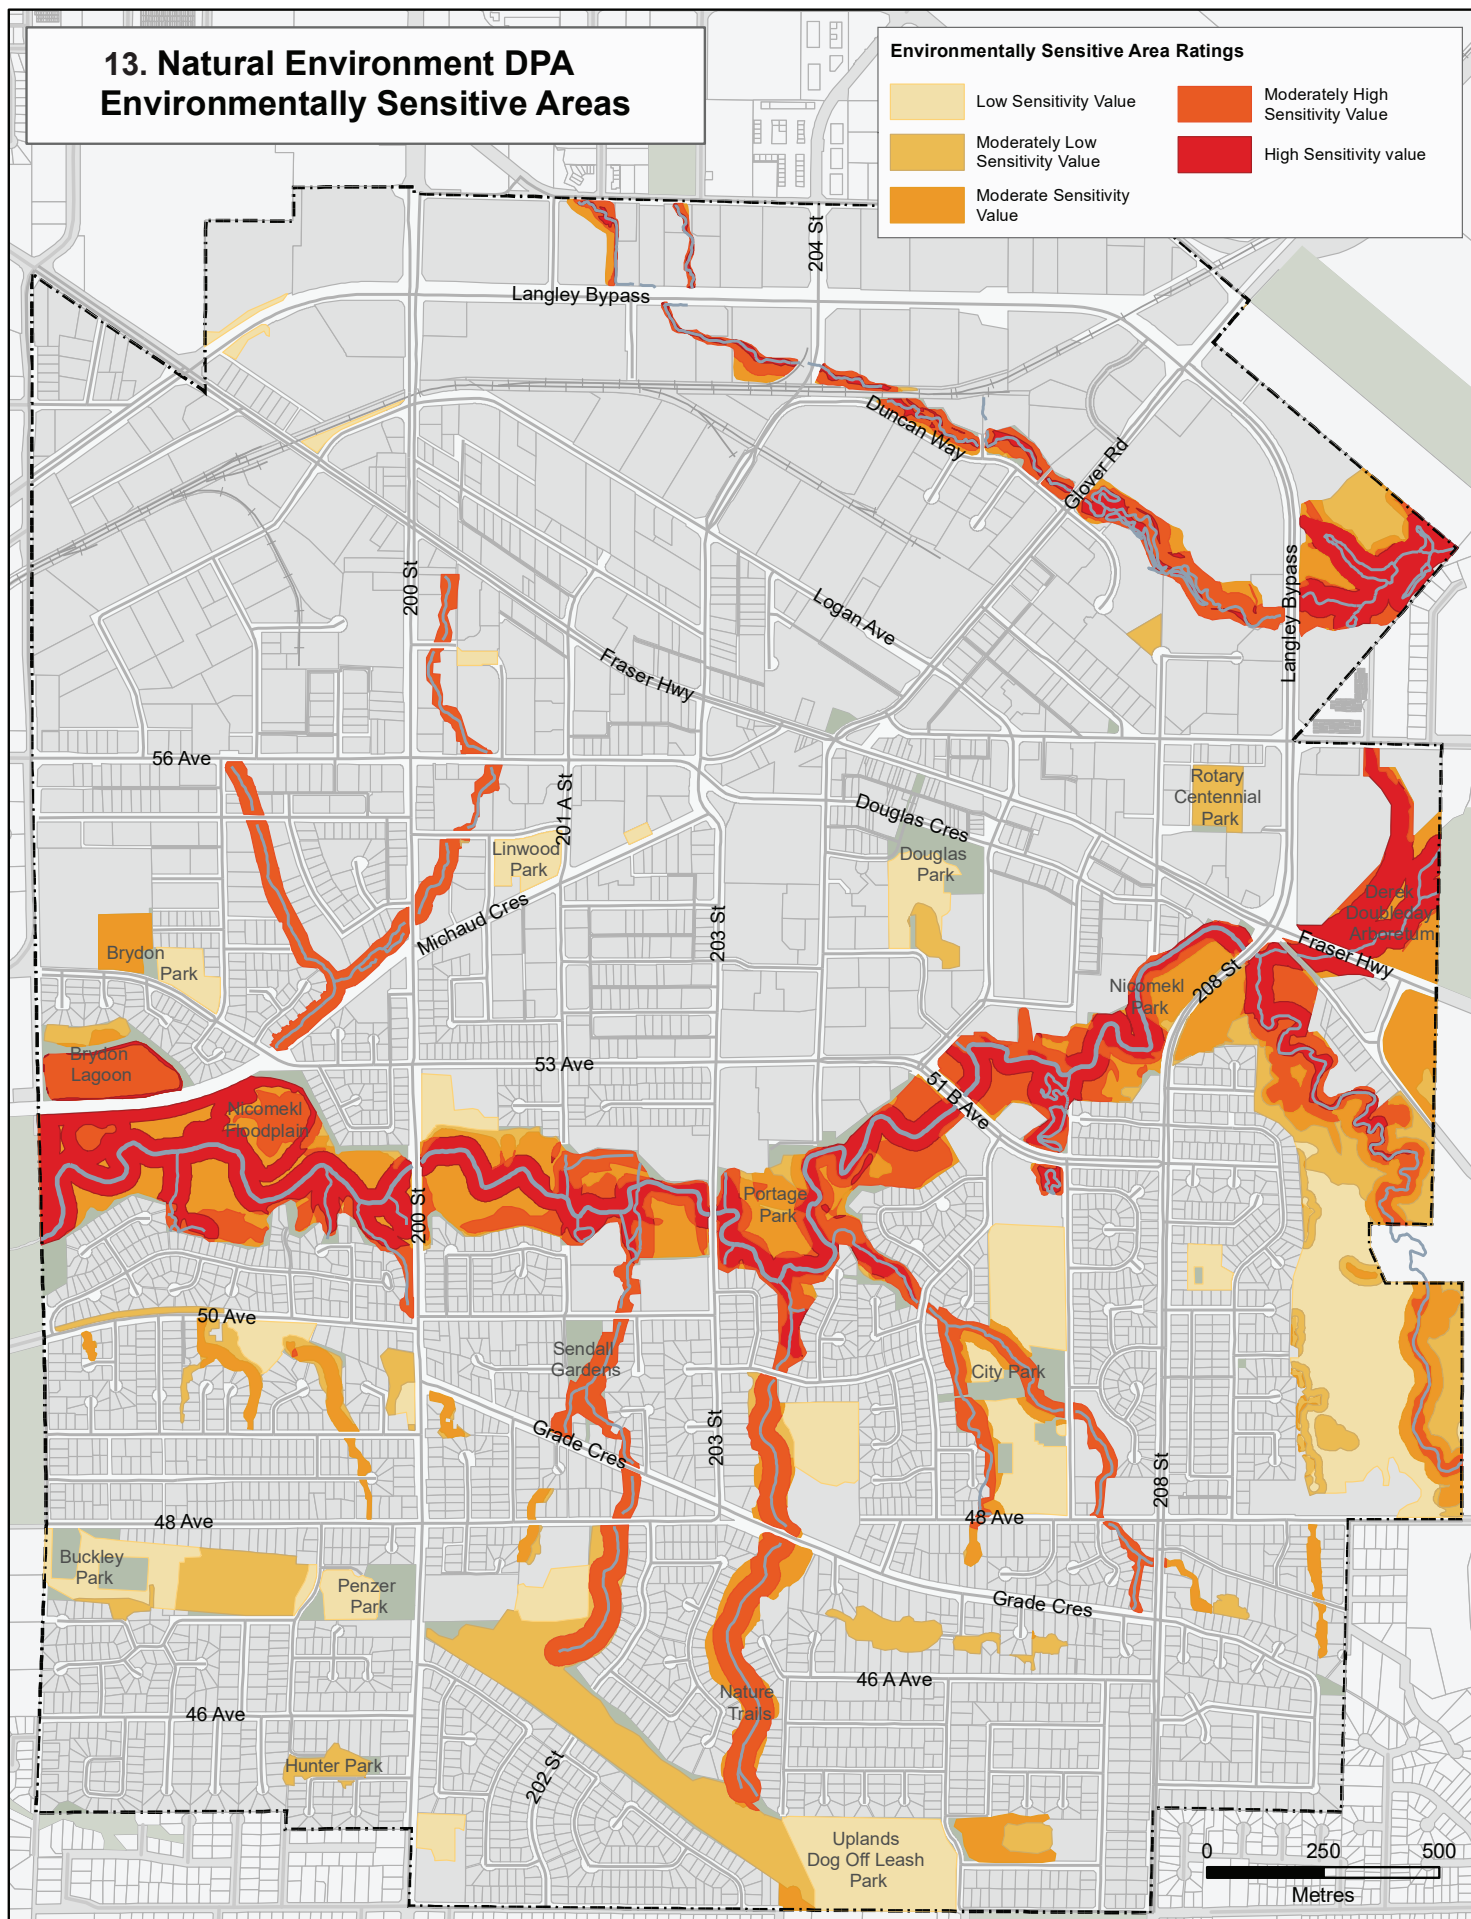 13. Natural Environment DPA
Environmentally Sensitive Areas
Environmentally Sensitive Area Ratings
Low Sensitivity Value
Moderately Low
Sensitivity Value
Moderate Sensitivity
Value
Moderately High
Sensitivity Value
High Sensitivity value
204 St
Langley Bypass
Duncan Way
Glover Rd
200 St
Logan Ave
Langley Bypass
Fraser Hwy
56 Ave
201 A St
Rotary
Centennial
Park
Douglas Cres
Linwood
Park
Douglas
Park
Derek
Doubleday
Arboretum
Michaud Cres
203 St
Brydon
Park
Fraser Hwy
208 St
Nicomekl
Park
Brydon
Lagoon
53 Ave
51 B Ave
Nicomekl
Floodplain
200 St
Portage
Park
50 Ave
Sendall
Gardens
City Park
Grade Cres
203 St
208 St
48 Ave
48 Ave
Buckley
Park
Penzer
Park
Grade Cres
46 A Ave
Nature
Trails
46 Ave
Hunter Park
202 St
Uplands
Dog Off Leash
Park
0 250 500
Metres